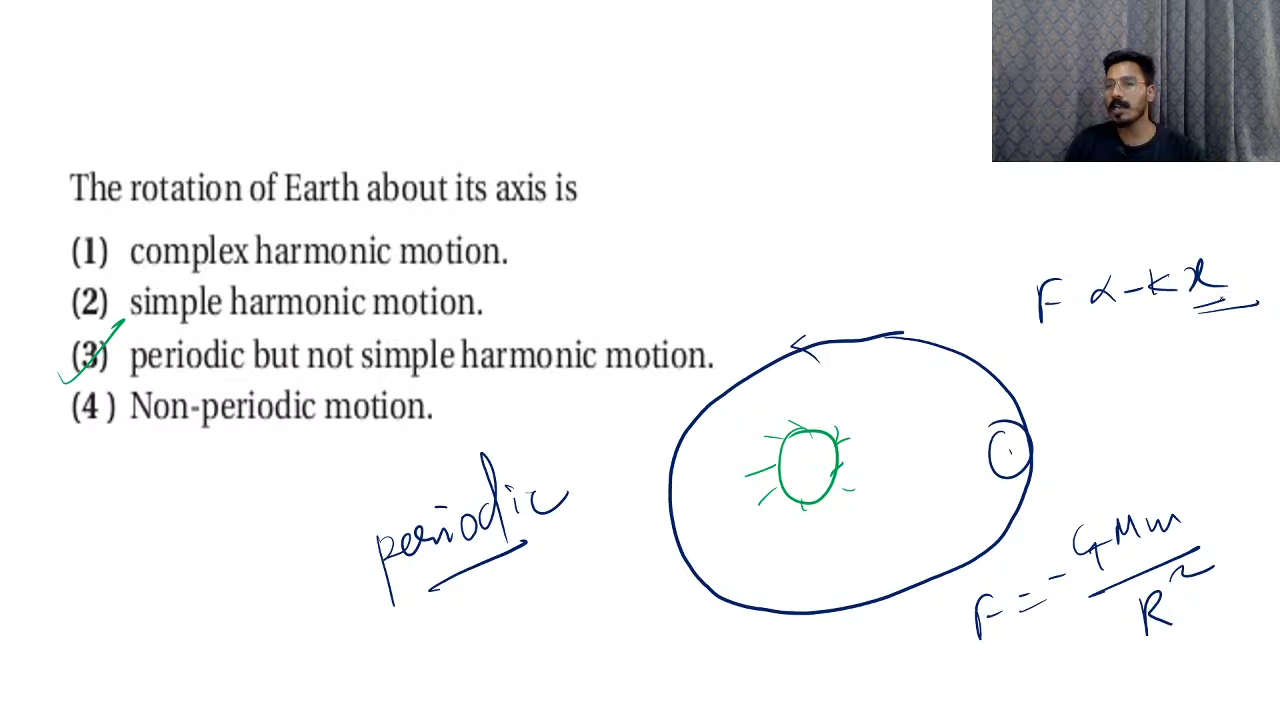 The rotation of Earth about its axis is
(1) complex harmonic motion.
(2) simple harmonic motion.
(3) periodic but not simple harmonic motion.
(4 ) Non-periodic motion.
periodic
F ∝ -kx
F = - GMm / R²